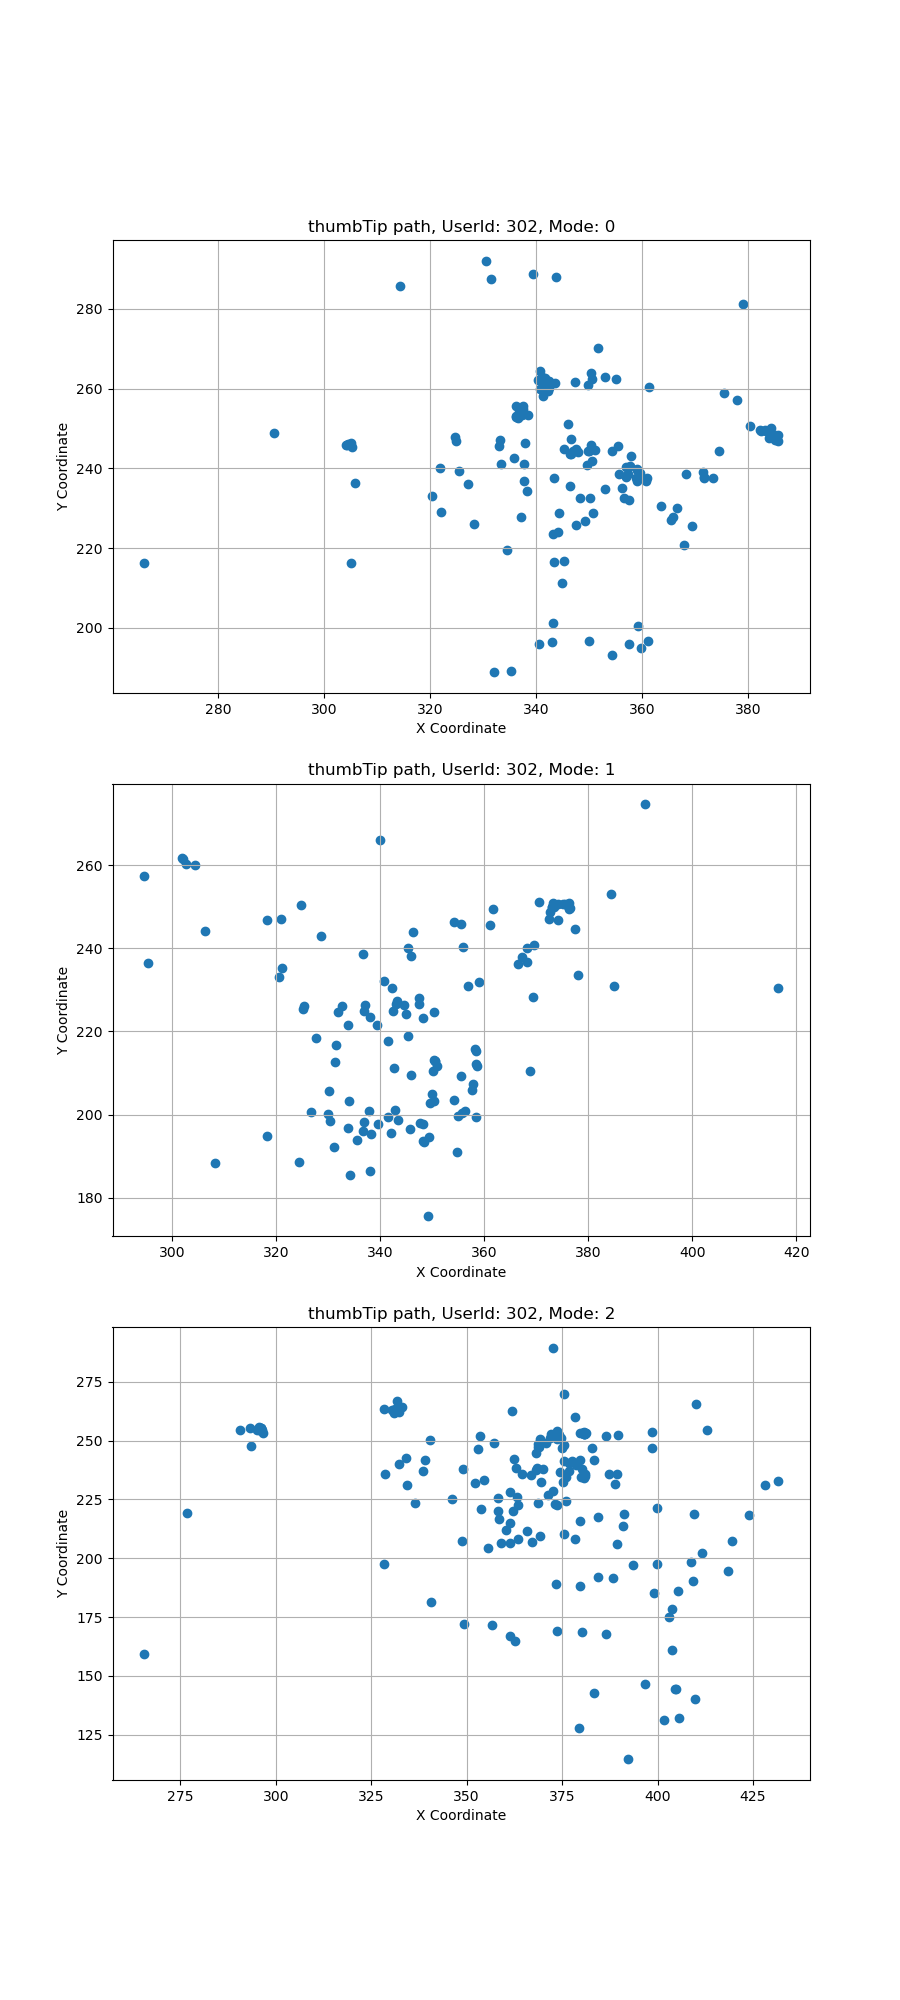 thumbTip path, UserId: 302, Mode: 0
280
260
240
220
200
Y Coordinate
280 300 320 340 360 380
X Coordinate
thumbTip path, UserId: 302, Mode: 1
260
240
220
200
180
Y Coordinate
300 320 340 360 380 400 420
X Coordinate
thumbTip path, UserId: 302, Mode: 2
275
250
225
200
175
150
125
Y Coordinate
275 300 325 350 375 400 425
X Coordinate